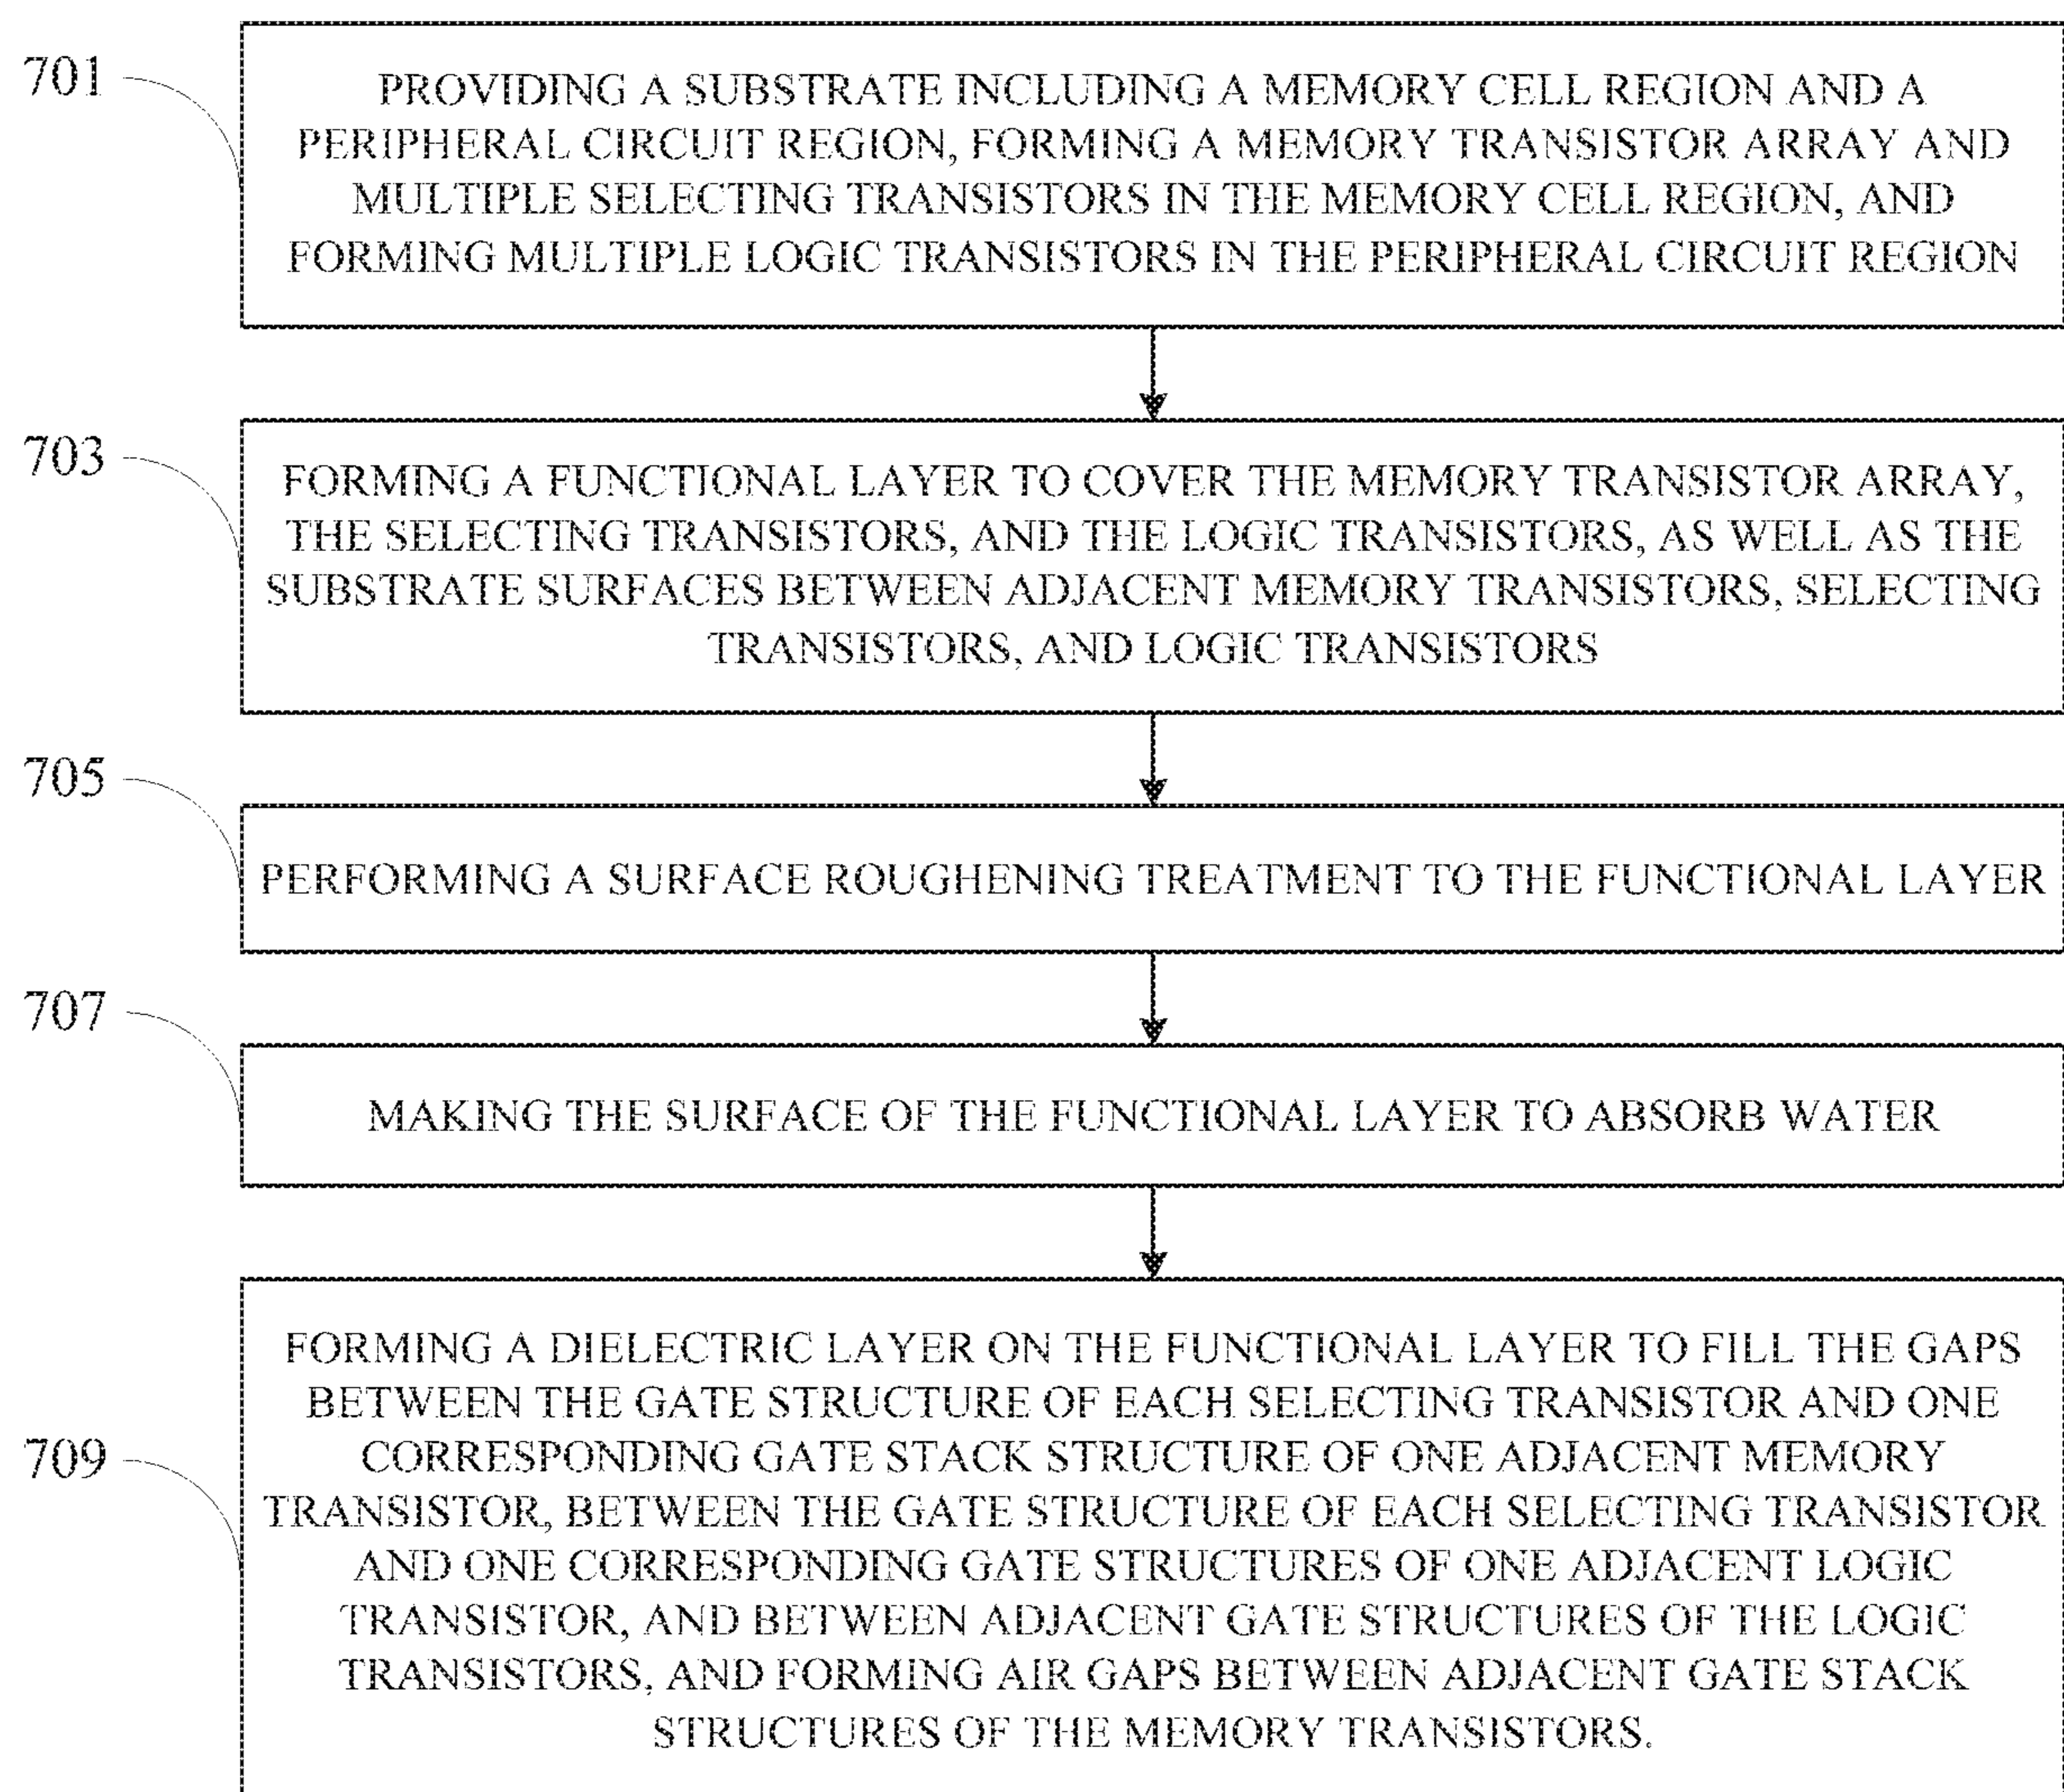 701
PROVIDING A SUBSTRATE INCLUDING A MEMORY CELL REGION AND A
PERIPHERAL CIRCUIT REGION, FORMING A MEMORY TRANSISTOR ARRAY AND
MULTIPLE SELECTING TRANSISTORS IN THE MEMORY CELL REGION, AND
FORMING MULTIPLE LOGIC TRANSISTORS IN THE PERIPHERAL CIRCUIT REGION
703
FORMING A FUNCTIONAL LAYER TO COVER THE MEMORY TRANSISTOR ARRAY,
THE SELECTING TRANSISTORS, AND THE LOGIC TRANSISTORS, AS WELL AS THE
SUBSTRATE SURFACES BETWEEN ADJACENT MEMORY TRANSISTORS, SELECTING
TRANSISTORS, AND LOGIC TRANSISTORS
705
PERFORMING A SURFACE ROUGHENING TREATMENT TO THE FUNCTIONAL LAYER
707
MAKING THE SURFACE OF THE FUNCTIONAL LAYER TO ABSORB WATER
709
FORMING A DIELECTRIC LAYER ON THE FUNCTIONAL LAYER TO FILL THE GAPS
BETWEEN THE GATE STRUCTURE OF EACH SELECTING TRANSISTOR AND ONE
CORRESPONDING GATE STACK STRUCTURE OF ONE ADJACENT MEMORY
TRANSISTOR, BETWEEN THE GATE STRUCTURE OF EACH SELECTING TRANSISTOR
AND ONE CORRESPONDING GATE STRUCTURES OF ONE ADJACENT LOGIC
TRANSISTOR, AND BETWEEN ADJACENT GATE STRUCTURES OF THE LOGIC
TRANSISTORS, AND FORMING AIR GAPS BETWEEN ADJACENT GATE STACK
STRUCTURES OF THE MEMORY TRANSISTORS.